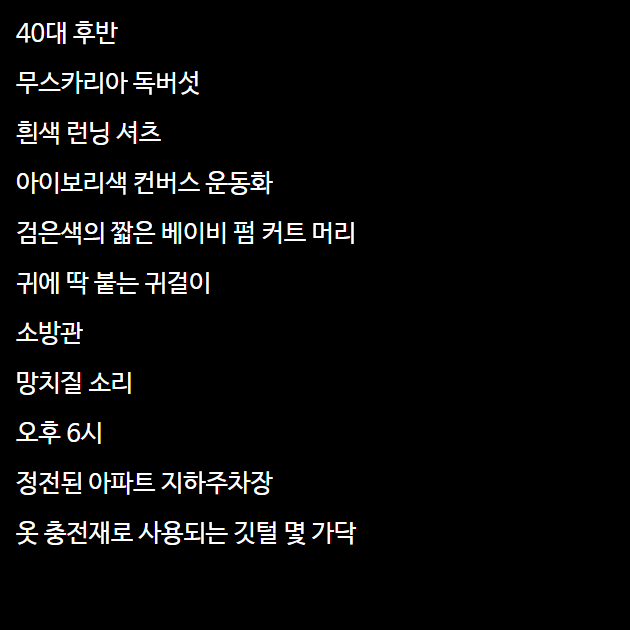 40대 후반
무스카리아 독버섯
흰색 런닝 셔츠
아이보리색 컨버스 운동화
검은색의 짧은 베이비 펌 커트 머리
귀에 딱 붙는 귀걸이
소방관
망치질 소리
오후 6시
정전된 아파트 지하주차장
옷 충전재로 사용되는 깃털 몇 가닥